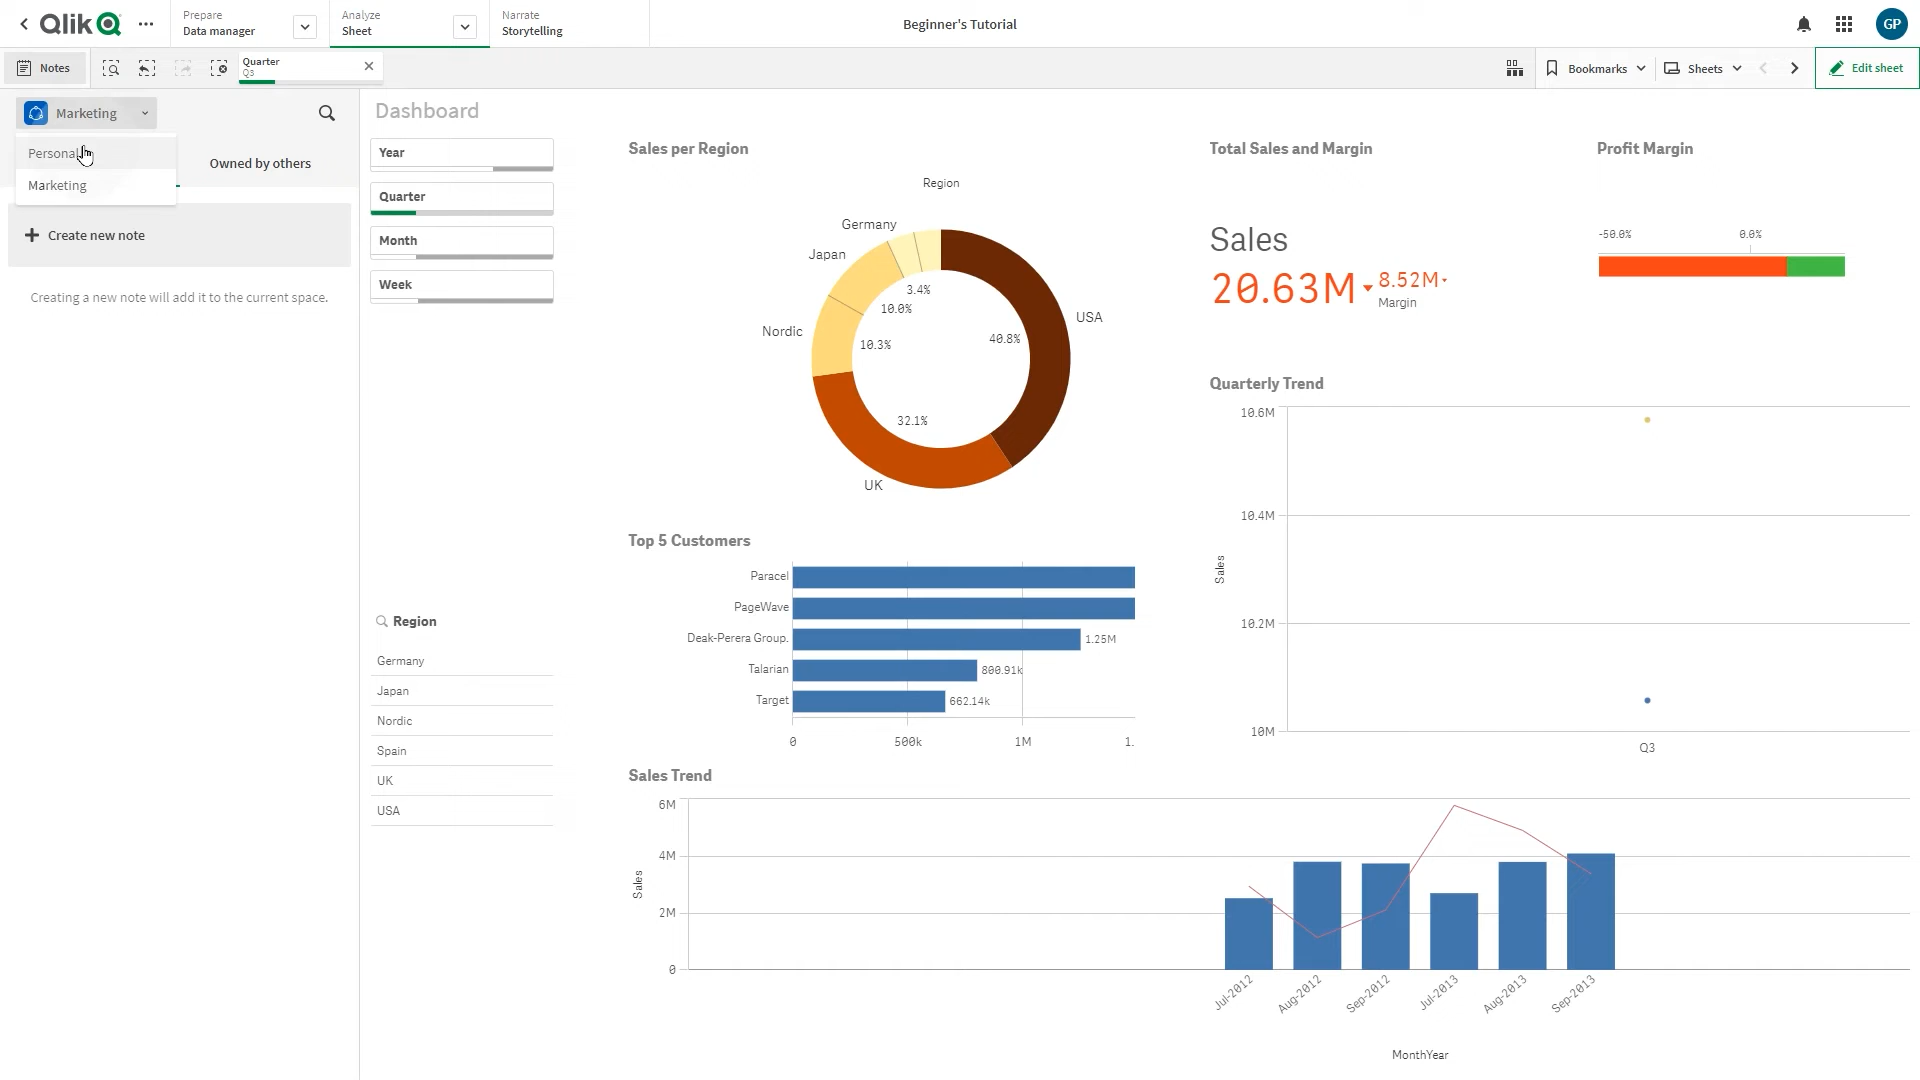 Qlik
Prepare
Data manager
Analyze
Sheet
Narrate
Storytelling
Beginner's Tutorial
GP
Notes
Quarter
Q3
Bookmarks
Sheets
Edit sheet
Marketing
Personal
Marketing
Owned by others
Create new note
Creating a new note will add it to the current space.
Dashboard
Year
Quarter
Month
Week
Region
Germany
Japan
Nordic
Spain
UK
USA
Sales per Region
Region
Germany
Japan
Nordic
UK
USA
3.4%
10.0%
10.3%
32.1%
40.8%
Top 5 Customers
Paracel
PageWave
Deak-Perera Group.
1.25M
Talarian
800.91k
Target
662.14k
0
500k
1M
1.
Total Sales and Margin
Sales
20.63M
8.52M
Margin
Profit Margin
-50.0%
0.0%
Quarterly Trend
10.6M
10.4M
10.2M
10M
Sales
Q3
Sales Trend
6M
4M
2M
0
Sales
Jul-2012
Aug-2012
Sep-2012
Jul-2013
Aug-2013
Sep-2013
MonthYear